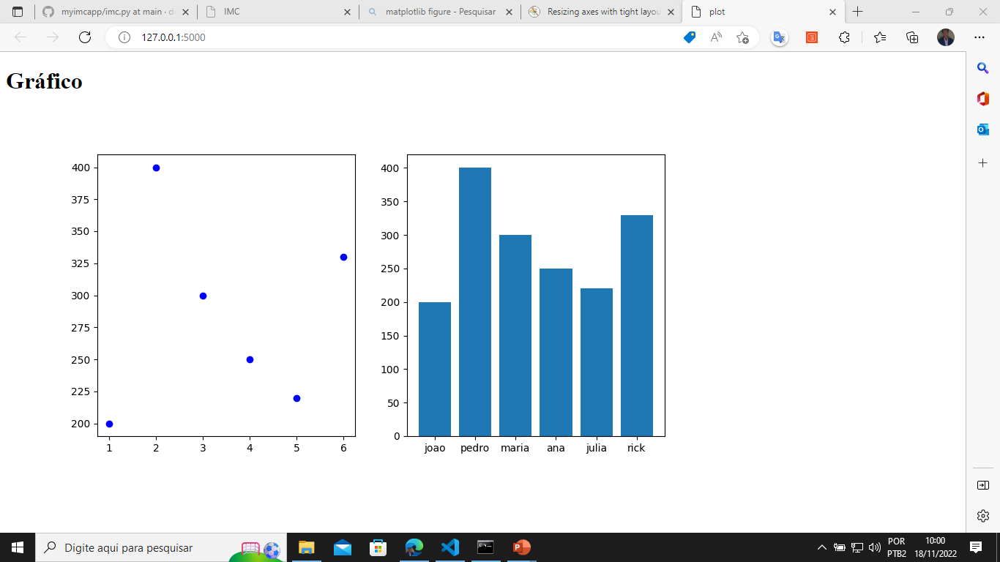 myimcapp/imc.py at main · d
IMC
matplotlib figure - Pesquisar
Resizing axes with tight layou
plot
127.0.0.1:5000
Gráfico
400
375
350
325
300
275
250
225
200
1 2 3 4 5 6
400
350
300
250
200
150
100
50
0
joao pedro maria ana julia rick
Digite aqui para pesquisar
POR
PTB2
10:00
18/11/2022